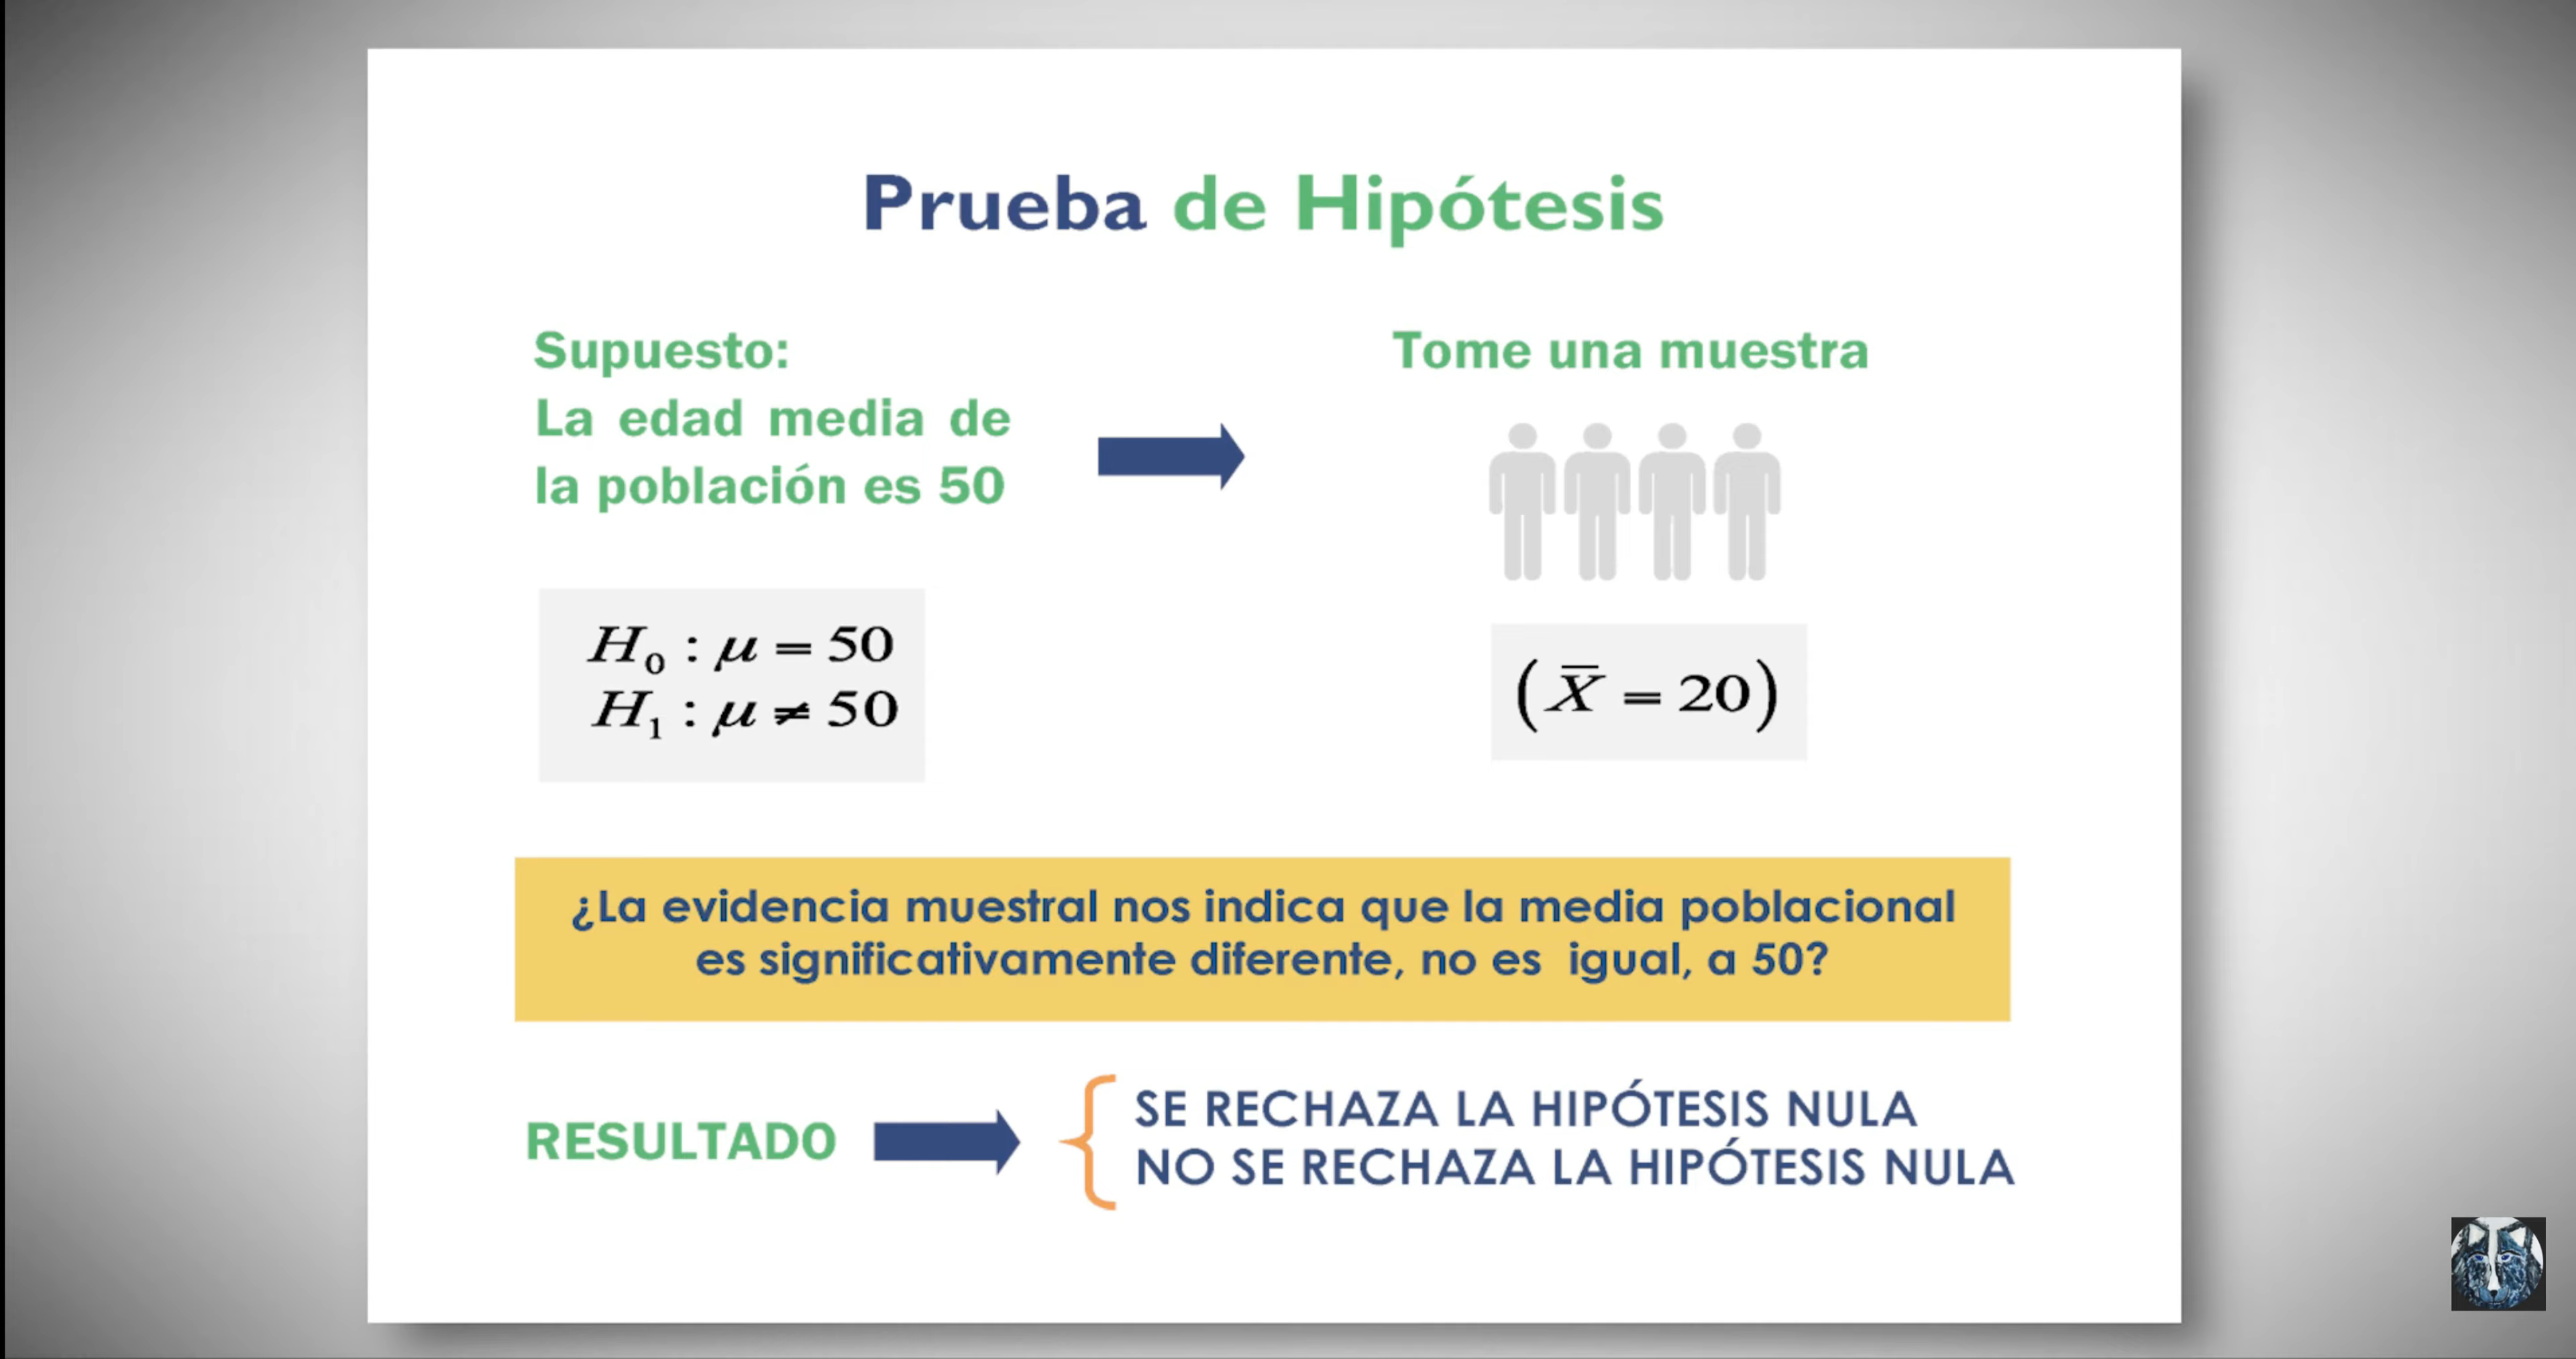 Prueba de Hipótesis
Supuesto:
La edad media de
la población es 50
Tome una muestra
H₀ : μ = 50
H₁ : μ ≠ 50
(X̅ = 20)
¿La evidencia muestral nos indica que la media poblacional
es significativamente diferente, no es igual, a 50?
RESULTADO
SE RECHAZA LA HIPÓTESIS NULA
NO SE RECHAZA LA HIPÓTESIS NULA